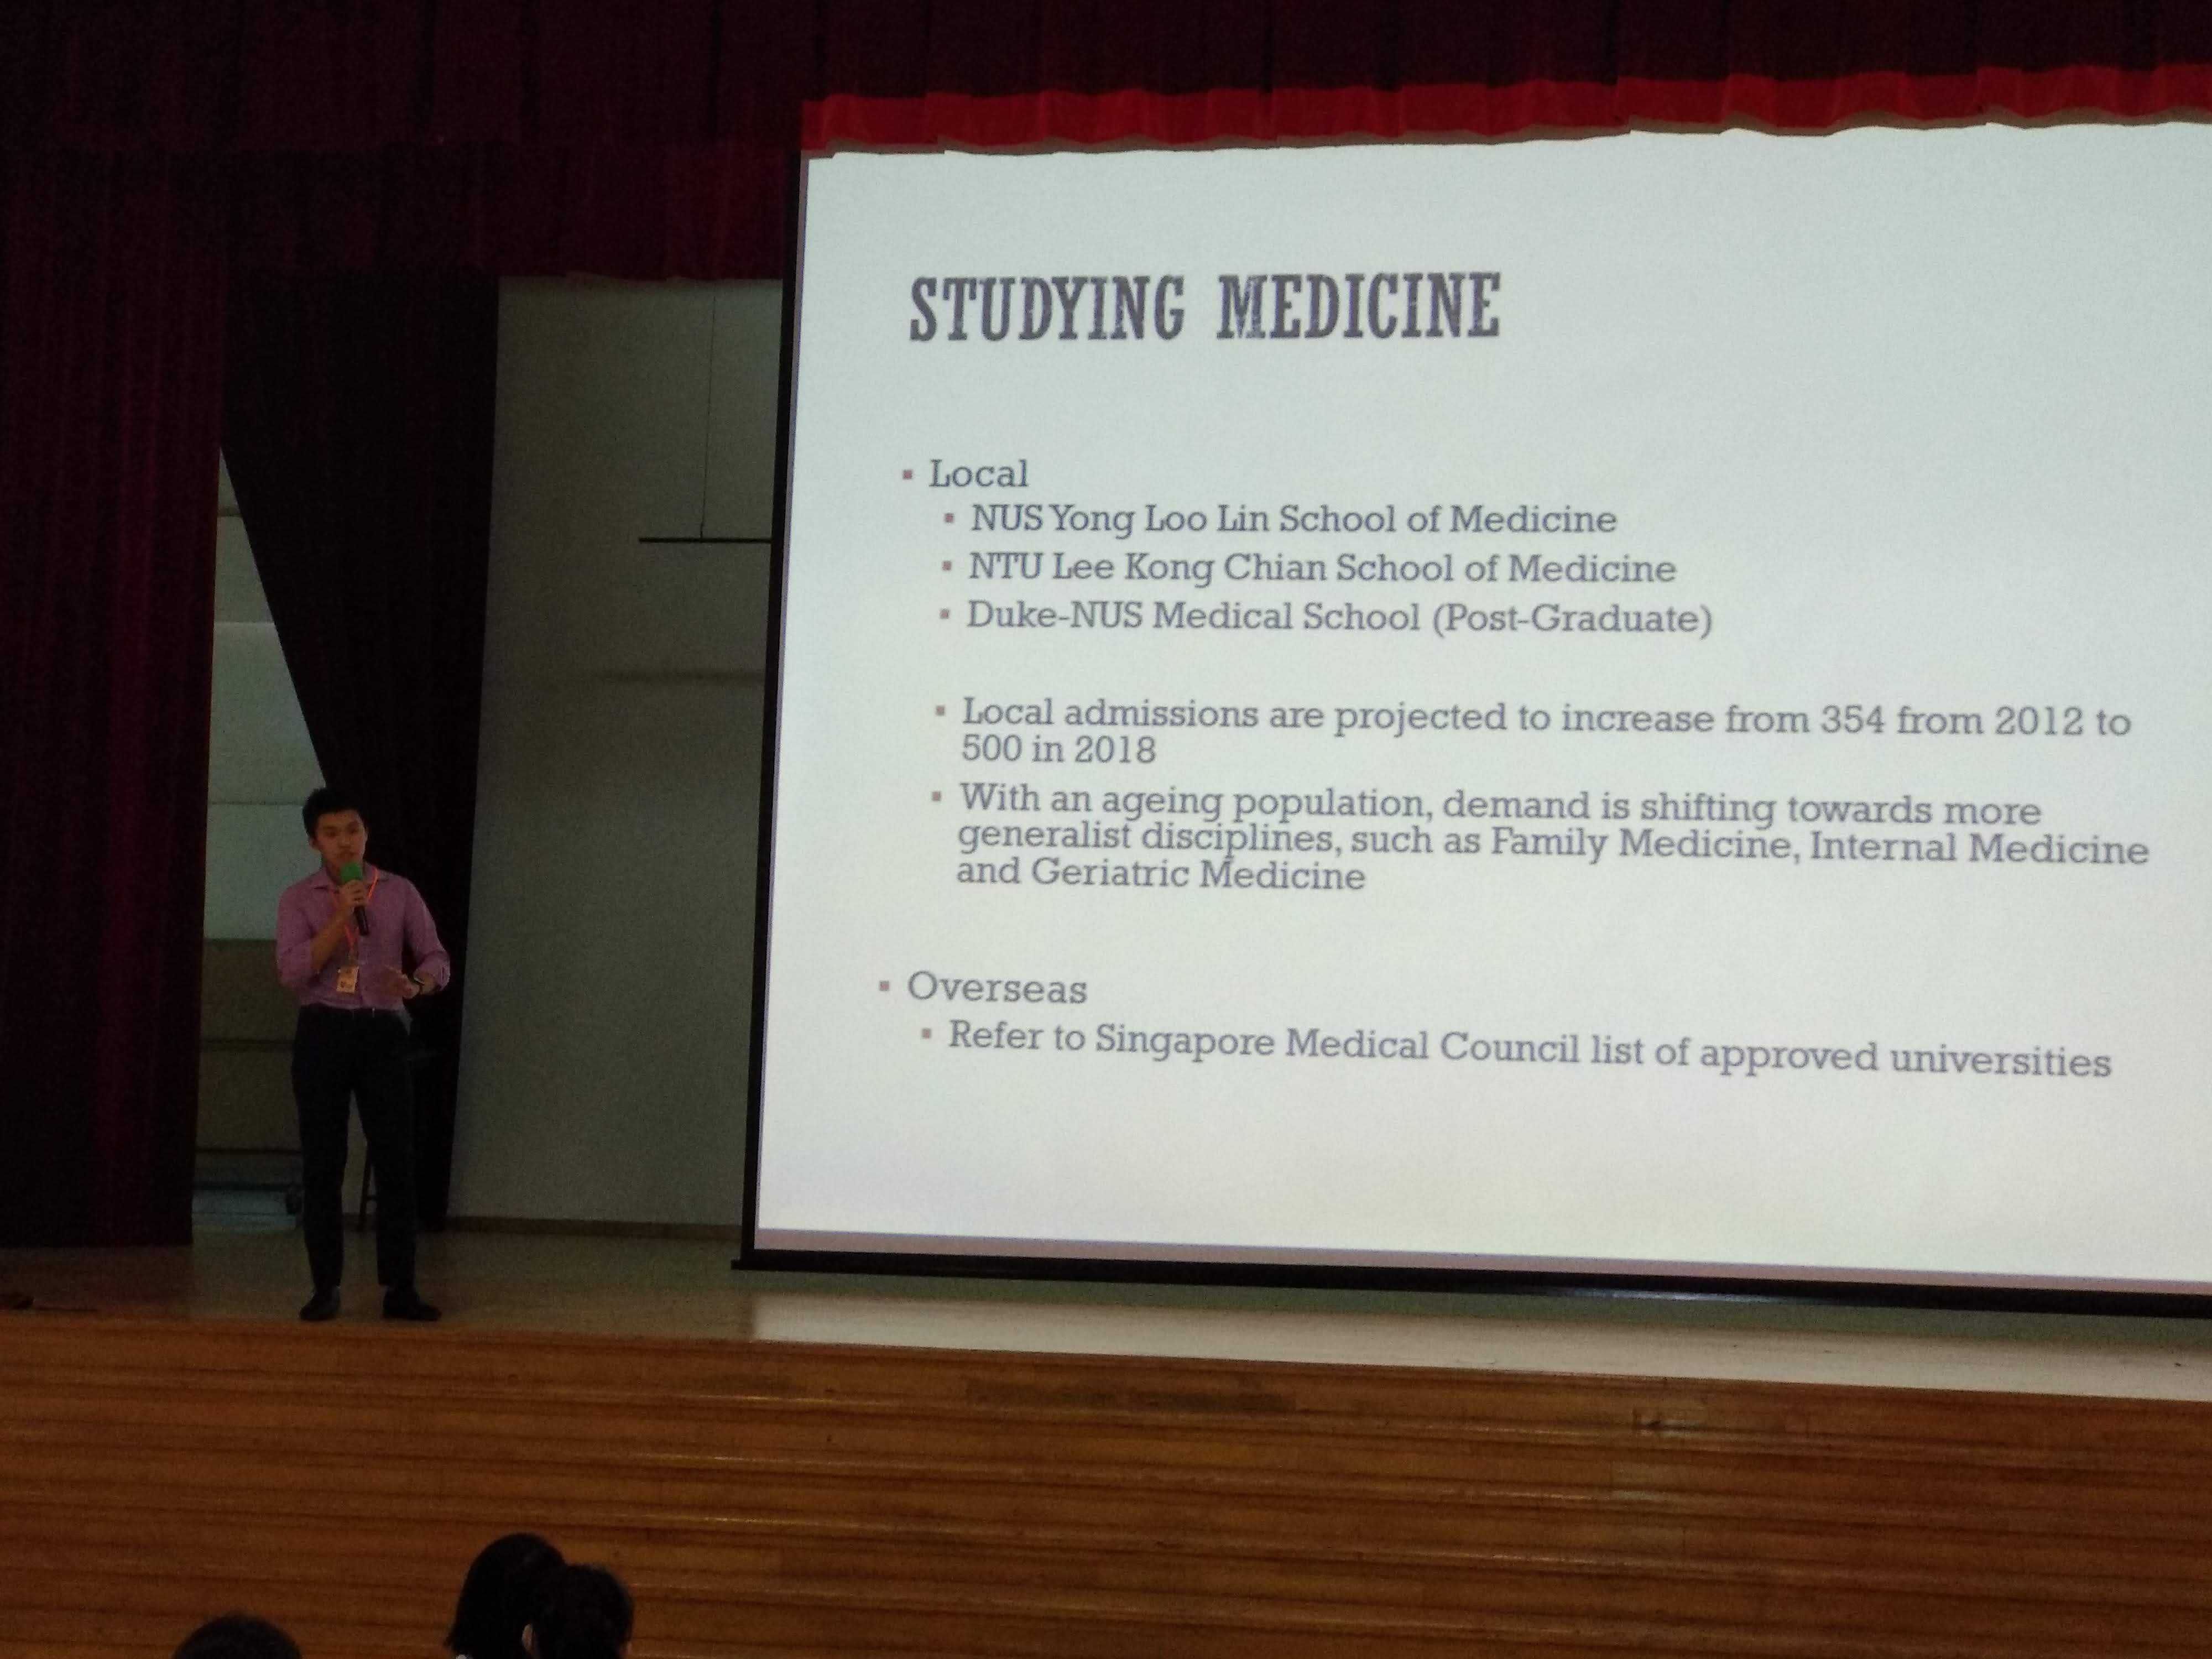 STUDYING MEDICINE
▪ Local
▪ NUS Yong Loo Lin School of Medicine
▪ NTU Lee Kong Chian School of Medicine
▪ Duke-NUS Medical School (Post-Graduate)
▪ Local admissions are projected to increase from 354 from 2012 to
500 in 2018
▪ With an ageing population, demand is shifting towards more
generalist disciplines, such as Family Medicine, Internal Medicine
and Geriatric Medicine
▪ Overseas
▪ Refer to Singapore Medical Council list of approved universities